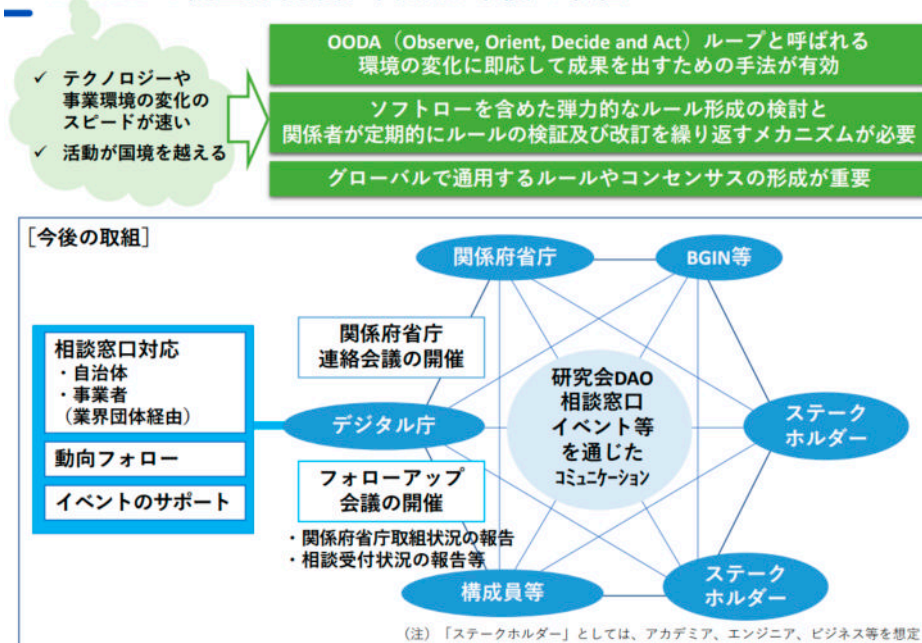 OODA（Observe, Orient, Decide and Act）ループと呼ばれる
環境の変化に即応して成果を出すための手法が有効
✓ テクノロジーや
事業環境の変化の
スピードが速い
✓ 活動が国境を越える
ソフトローを含めた弾力的なルール形成の検討と
関係者が定期的にルールの検証及び改訂を繰り返すメカニズムが必要
グローバルで通用するルールやコンセンサスの形成が重要
［今後の取組］
関係府省庁
BGIN等
関係府省庁
連絡会議の開催
相談窓口対応
・自治体
・事業者
（業界団体経由）
動向フォロー
イベントのサポート
デジタル庁
研究会DAO
相談窓口
イベント等
を通じた
ｺﾐｭﾆｹｰｼｮﾝ
ステーク
ホルダー
フォローアップ
会議の開催
・関係府省庁取組状況の報告
・相談受付状況の報告等
構成員等
ステーク
ホルダー
（注）「ステークホルダー」としては、アカデミア、エンジニア、ビジネス等を想定